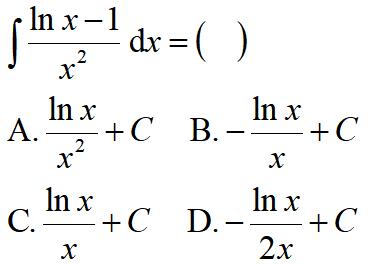 ∫ (ln x − 1)/x² dx = (   )
A. ln x/x² + C   B. − ln x/x + C
C. ln x/x + C   D. − ln x/2x + C